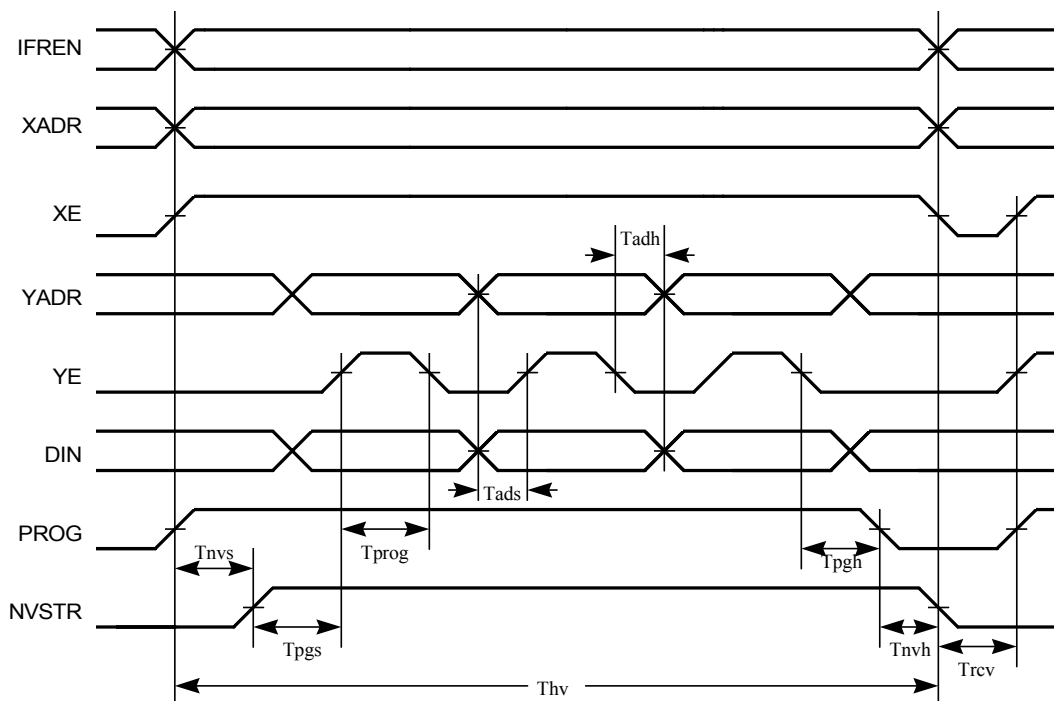 IFREN
XADR
XE
Tadh
YADR
YE
DIN
Tads
PROG
Tnvs
Tprog
Tpgh
NVSTR
Tpgs
Tnvh
Trcv
Thv